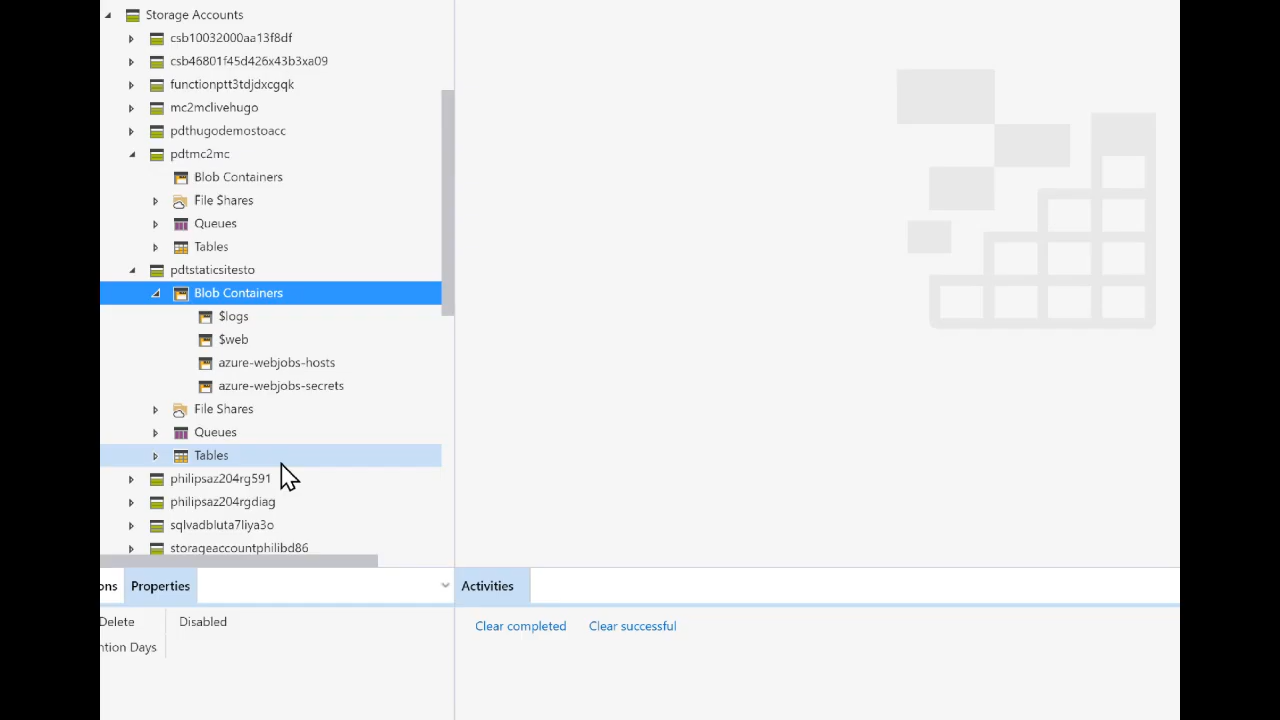 Storage Accounts
csb10032000aa13f8df
csb46801f45d426x43b3xa09
functionptt3tdjdxcgqk
mc2mclivehugo
pdthugodemostoacc
pdtmc2mc
Blob Containers
File Shares
Queues
Tables
pdtstaticsitesto
Blob Containers
$logs
$web
azure-webjobs-hosts
azure-webjobs-secrets
File Shares
Queues
Tables
philipsaz204rg591
philipsaz204rgdiag
sqlvadbluta7liya3o
storageaccountphilibd86
ons Properties
Delete Disabled
ntion Days
Activities
Clear completed Clear successful